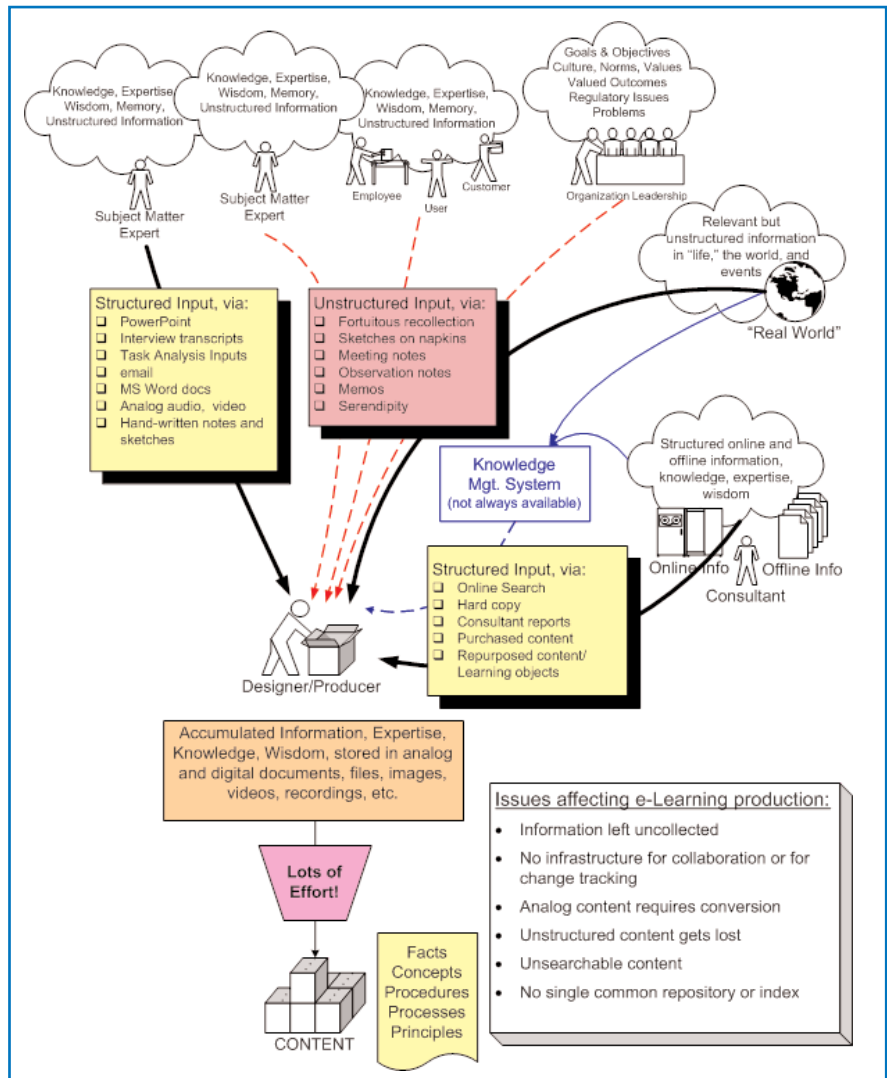 Knowledge, Expertise,
Wisdom, Memory,
Unstructured Information
Subject Matter
Expert
Knowledge, Expertise,
Wisdom, Memory,
Unstructured Information
Subject Matter
Expert
Knowledge, Expertise,
Wisdom, Memory,
Unstructured Information
Employee
User
Customer
Goals & Objectives
Culture, Norms, Values
Valued Outcomes
Regulatory Issues
Problems
Organization Leadership
Relevant but
unstructured information
in “life,” the world, and
events
“Real World”
Structured Input, via:
PowerPoint
Interview transcripts
Task Analysis Inputs
email
MS Word docs
Analog audio, video
Hand-written notes and
sketches
Unstructured Input, via:
Fortuitous recollection
Sketches on napkins
Meeting notes
Observation notes
Memos
Serendipity
Knowledge
Mgt. System
(not always available)
Structured online and
offline information,
knowledge, expertise,
wisdom
Online Info
Offline Info
Consultant
Structured Input, via:
Online Search
Hard copy
Consultant reports
Purchased content
Repurposed content/
Learning objects
Designer/Producer
Accumulated Information, Expertise,
Knowledge, Wisdom, stored in analog
and digital documents, files, images,
videos, recordings, etc.
Lots of
Effort!
CONTENT
Facts
Concepts
Procedures
Processes
Principles
Issues affecting e-Learning production:
• Information left uncollected
• No infrastructure for collaboration or for
change tracking
• Analog content requires conversion
• Unstructured content gets lost
• Unsearchable content
• No single common repository or index